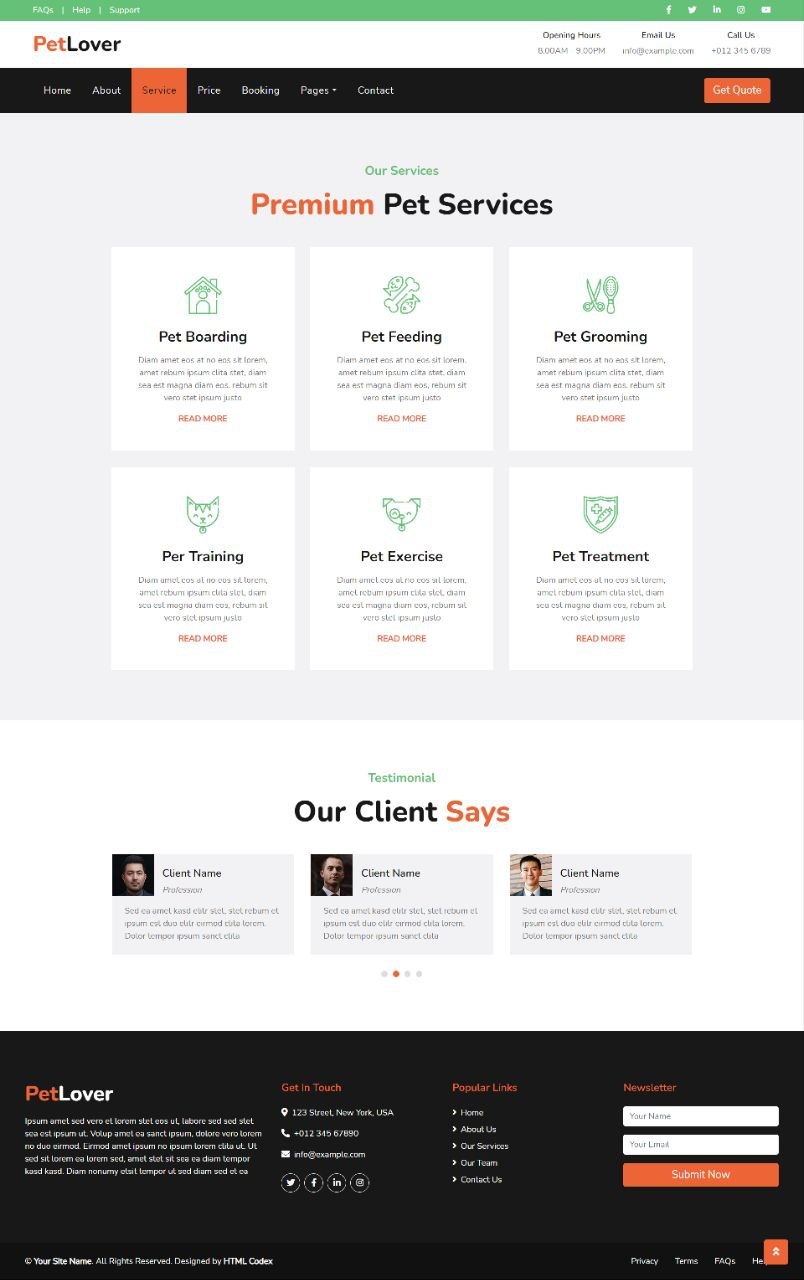 FAQs | Help | Support
PetLover
Opening Hours
8.00AM - 9.00PM
Email Us
info@example.com
Call Us
+012 345 6789
Home About Service Price Booking Pages Contact
Get Quote
Our Services
Premium Pet Services
Pet Boarding
Diam amet eos at no eos sit lorem,
amet rebum ipsum clita stet, diam
sea est magna diam eos, rebum sit
vero stet ipsum justo
READ MORE
Pet Feeding
Diam amet eos at no eos sit lorem,
amet rebum ipsum clita stet, diam
sea est magna diam eos, rebum sit
vero stet ipsum justo
READ MORE
Pet Grooming
Diam amet eos at no eos sit lorem,
amet rebum ipsum clita stet, diam
sea est magna diam eos, rebum sit
vero stet ipsum justo
READ MORE
Per Training
Diam amet eos at no eos sit lorem,
amet rebum ipsum clita stet, diam
sea est magna diam eos, rebum sit
vero stet ipsum justo
READ MORE
Pet Exercise
Diam amet eos at no eos sit lorem,
amet rebum ipsum clita stet, diam
sea est magna diam eos, rebum sit
vero stet ipsum justo
READ MORE
Pet Treatment
Diam amet eos at no eos sit lorem,
amet rebum ipsum clita stet, diam
sea est magna diam eos, rebum sit
vero stet ipsum justo
READ MORE
Testimonial
Our Client Says
Client Name
Profession
Sed ea amet kasd elitr stet, stet rebum et
ipsum est duo elitr eirmod clita lorem.
Dolor tempor ipsum sanct clita
Client Name
Profession
Sed ea amet kasd elitr stet, stet rebum et
ipsum est duo elitr eirmod clita lorem.
Dolor tempor ipsum sanct clita
Client Name
Profession
Sed ea amet kasd elitr stet, stet rebum et
ipsum est duo elitr eirmod clita lorem.
Dolor tempor ipsum sanct clita
PetLover
Ipsum amet sed vero et lorem stet eos ut, labore sed sed stet
sea est ipsum ut. Volup amet ea sanct ipsum, dolore vero lorem
no duo eirmod. Eirmod amet ipsum no ipsum lorem clita ut. Ut
sed sit lorem ea lorem sed, amet stet sit sea ea diam tempor
kasd kasd. Diam nonumy etsit tempor ut sed diam sed et ea
Get In Touch
123 Street, New York, USA
+012 345 67890
info@example.com
Popular Links
Home
About Us
Our Services
Our Team
Contact Us
Newsletter
Your Name
Your Email
Submit Now
© Your Site Name. All Rights Reserved. Designed by HTML Codex
Privacy Terms FAQs